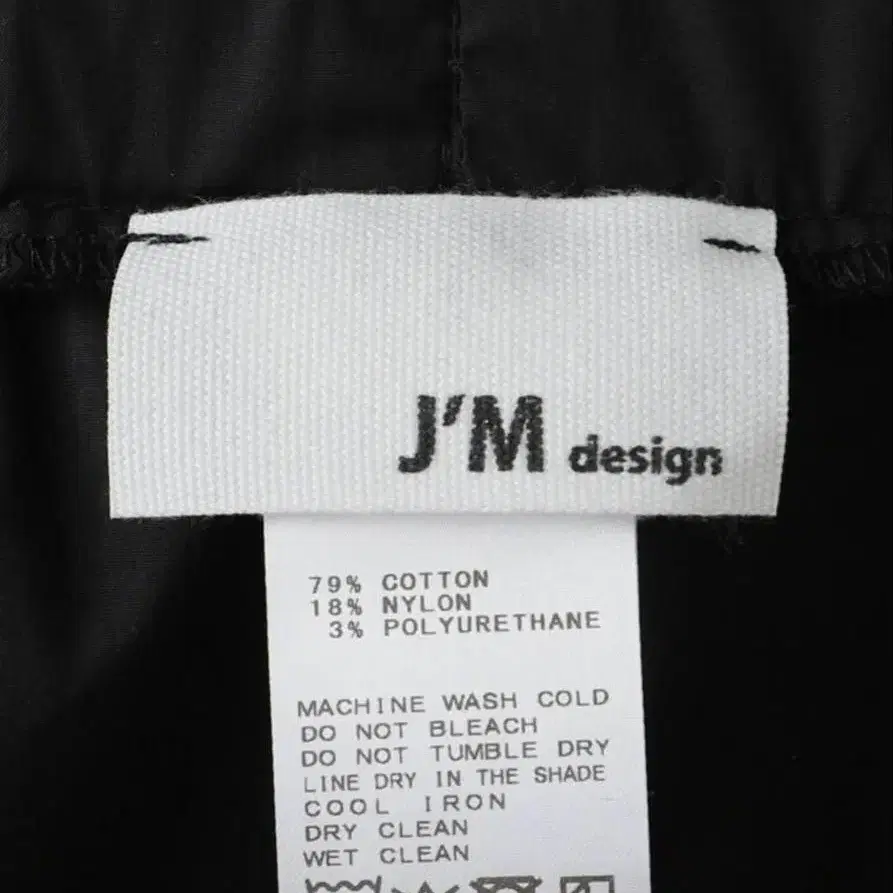 J'M design
79% COTTON
18% NYLON
3% POLYURETHANE
MACHINE WASH COLD
DO NOT BLEACH
DO NOT TUMBLE DRY
LINE DRY IN THE SHADE
COOL IRON
DRY CLEAN
WET CLEAN